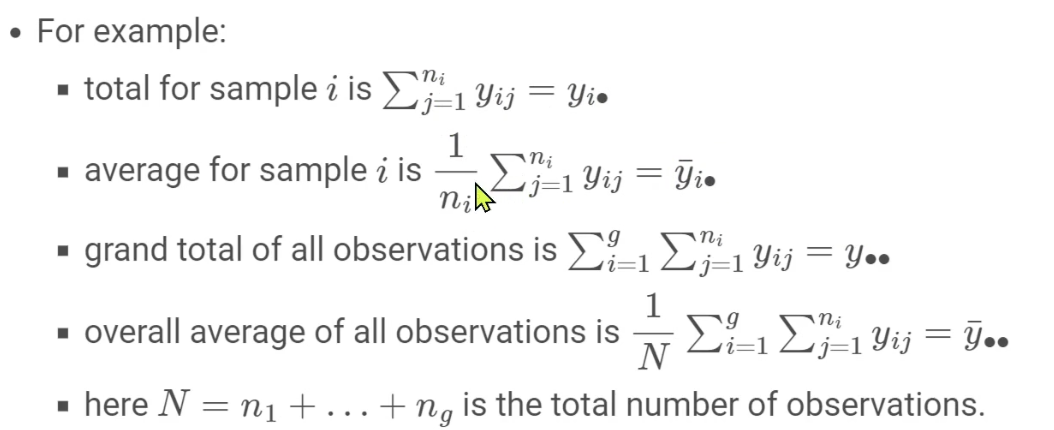 • For example:
▪ total for sample $i$ is $\sum_{j=1}^{n_i} y_{ij} = y_{i\bullet}$
▪ average for sample $i$ is $\frac{1}{n_i} \sum_{j=1}^{n_i} y_{ij} = \bar{y}_{i\bullet}$
▪ grand total of all observations is $\sum_{i=1}^{g} \sum_{j=1}^{n_i} y_{ij} = y_{\bullet\bullet}$
▪ overall average of all observations is $\frac{1}{N} \sum_{i=1}^{g} \sum_{j=1}^{n_i} y_{ij} = \bar{y}_{\bullet\bullet}$
▪ here $N = n_1 + \ldots + n_g$ is the total number of observations.